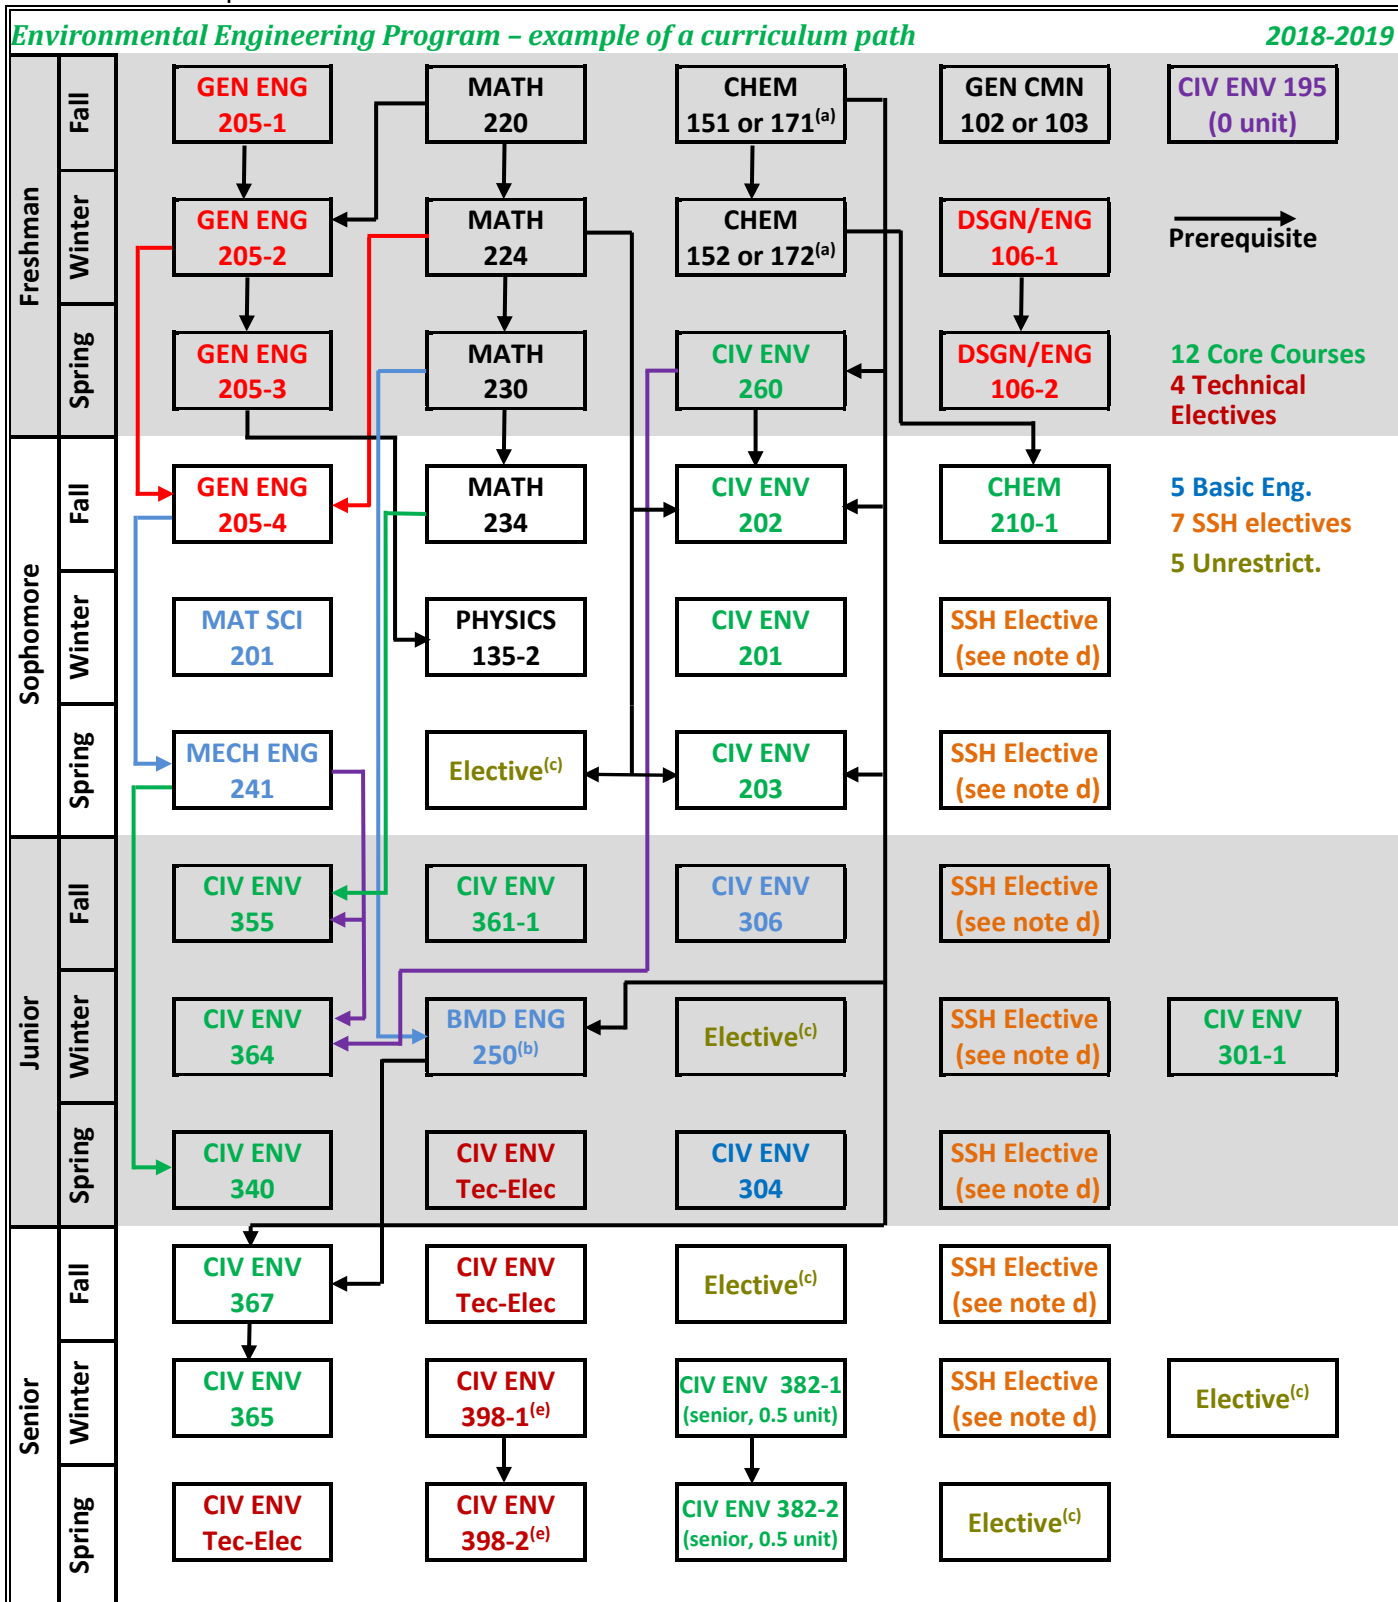 Environmental Engineering Program – example of a curriculum path 2018-2019
Freshman
Fall
GEN ENG
205-1
MATH
220
CHEM
151 or 171(a)
GEN CMN
102 or 103
CIV ENV 195
(0 unit)
Winter
GEN ENG
205-2
MATH
224
CHEM
152 or 172(a)
DSGN/ENG
106-1
Prerequisite
Spring
GEN ENG
205-3
MATH
230
CIV ENV
260
DSGN/ENG
106-2
12 Core Courses
4 Technical
Electives
Sophomore
Fall
GEN ENG
205-4
MATH
234
CIV ENV
202
CHEM
210-1
5 Basic Eng.
7 SSH electives
5 Unrestrict.
Winter
MAT SCI
201
PHYSICS
135-2
CIV ENV
201
SSH Elective
(see note d)
Spring
MECH ENG
241
Elective(c)
CIV ENV
203
SSH Elective
(see note d)
Junior
Fall
CIV ENV
355
CIV ENV
361-1
CIV ENV
306
SSH Elective
(see note d)
Winter
CIV ENV
364
BMD ENG
250(b)
Elective(c)
SSH Elective
(see note d)
CIV ENV
301-1
Spring
CIV ENV
340
CIV ENV
Tec-Elec
CIV ENV
304
SSH Elective
(see note d)
Senior
Fall
CIV ENV
367
CIV ENV
Tec-Elec
Elective(c)
SSH Elective
(see note d)
Winter
CIV ENV
365
CIV ENV
398-1(e)
CIV ENV 382-1
(senior, 0.5 unit)
SSH Elective
(see note d)
Elective(c)
Spring
CIV ENV
Tec-Elec
CIV ENV
398-2(e)
CIV ENV 382-2
(senior, 0.5 unit)
Elective(c)